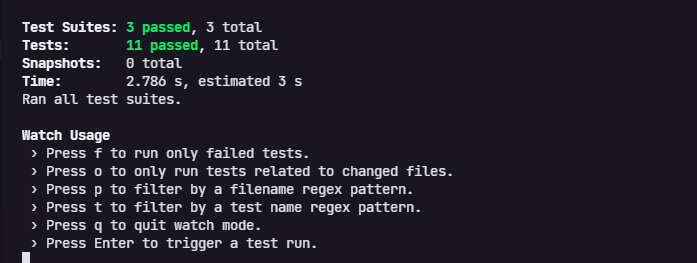 Test Suites: 3 passed, 3 total
Tests: 11 passed, 11 total
Snapshots: 0 total
Time: 2.786 s, estimated 3 s
Ran all test suites.
Watch Usage
› Press f to run only failed tests.
› Press o to only run tests related to changed files.
› Press p to filter by a filename regex pattern.
› Press t to filter by a test name regex pattern.
› Press q to quit watch mode.
› Press Enter to trigger a test run.